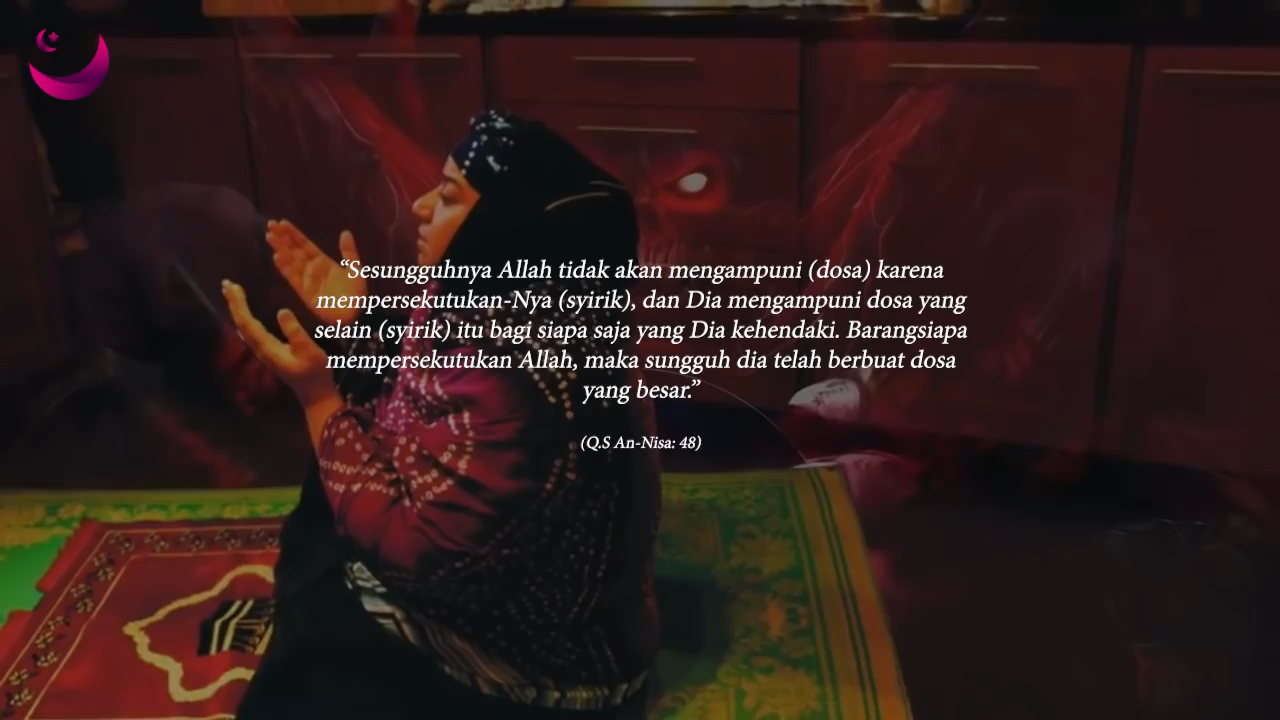 “Sesungguhnya Allah tidak akan mengampuni (dosa) karena
mempersekutukan-Nya (syirik), dan Dia mengampuni dosa yang
selain (syirik) itu bagi siapa saja yang Dia kehendaki. Barangsiapa
mempersekutukan Allah, maka sungguh dia telah berbuat dosa
yang besar.”
(Q.S An-Nisa: 48)